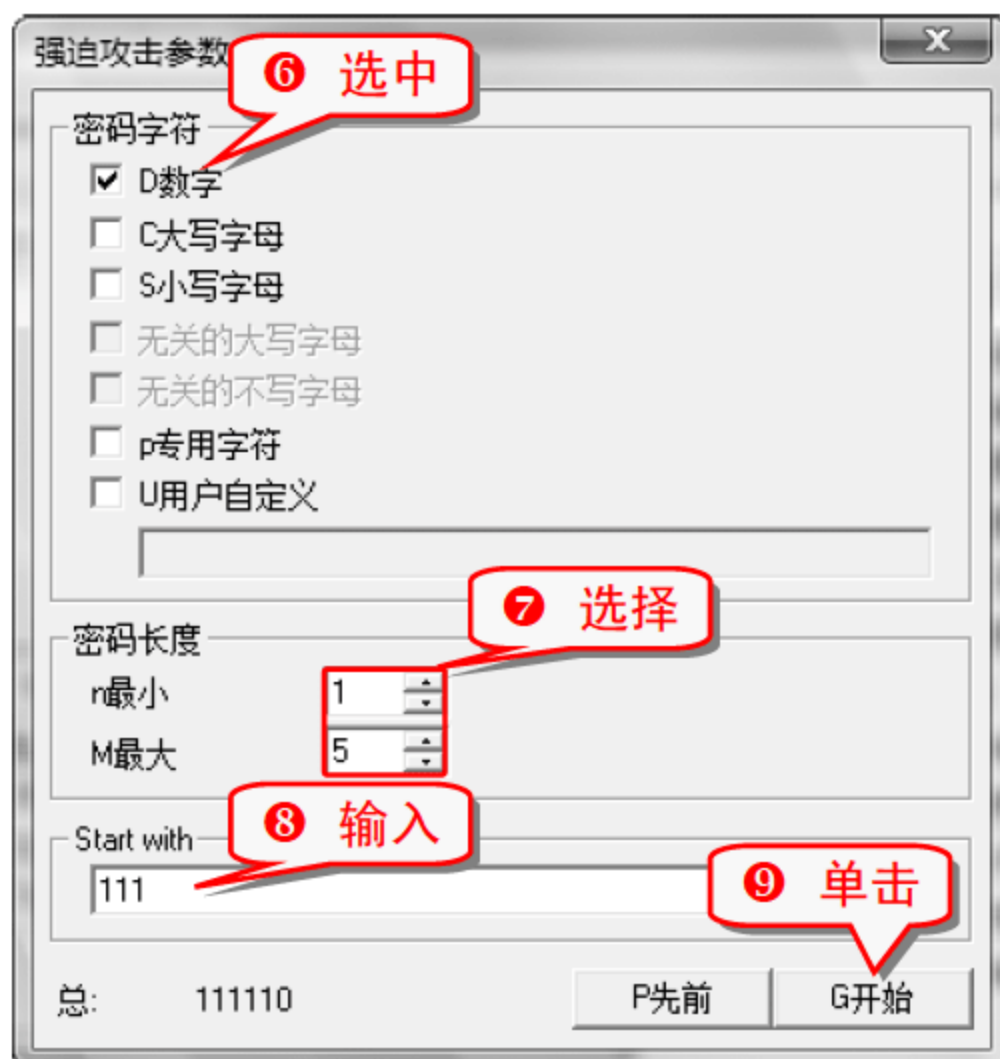 强迫攻击参数
❻ 选中
密码字符
D数字
C大写字母
S小写字母
无关的大写字母
无关的不写字母
p专用字符
U用户自定义
❼ 选择
密码长度
n最小 1
M最大 5
❽ 输入
Start with
111
❾ 单击
总: 111110
P先前 G开始